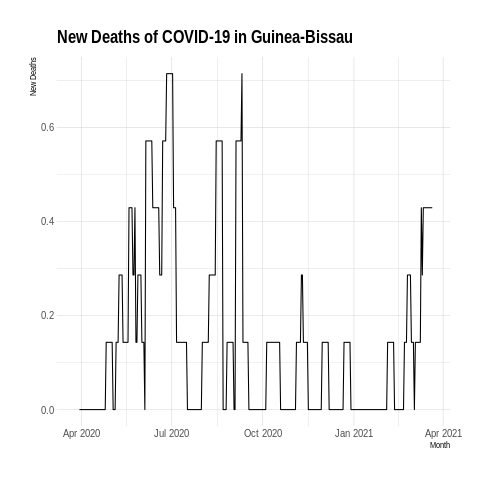 New Deaths of COVID-19 in Guinea-Bissau
New Deaths
0.6
0.4
0.2
0.0
Apr 2020 Jul 2020 Oct 2020 Jan 2021 Apr 2021
Month